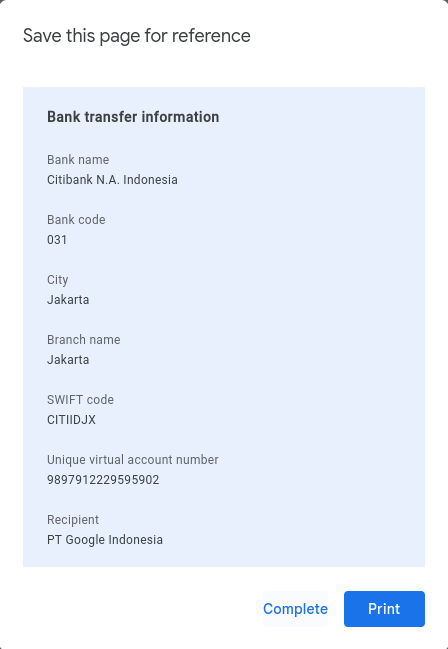 Save this page for reference
Bank transfer information
Bank name
Citibank N.A. Indonesia
Bank code
031
City
Jakarta
Branch name
Jakarta
SWIFT code
CITIIDJX
Unique virtual account number
9897912229595902
Recipient
PT Google Indonesia
Complete
Print